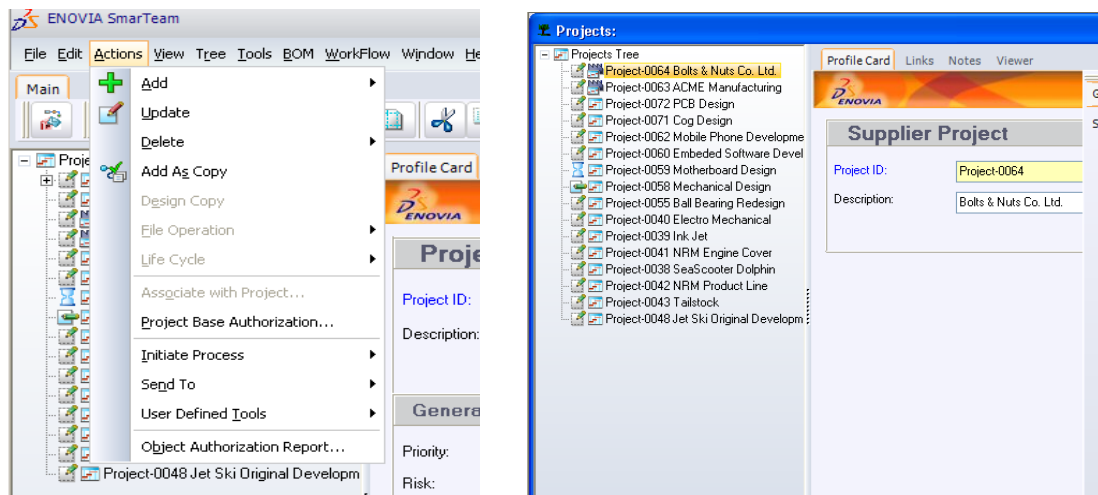 ENOVIA SmarTeam
File Edit Actions View Tree Tools BOM WorkFlow Window He
Main
Add
Update
Delete
Add As Copy
Design Copy
File Operation
Life Cycle
Associate with Project...
Project Base Authorization...
Initiate Process
Send To
User Defined Tools
Object Authorization Report...
Proje
Project-0048 Jet Ski Original Developm
Profile Card
ENOVIA
Proje
Project ID:
Description:
Genera
Priority:
Risk:
Projects:
Projects Tree
Project-0064 Bolts & Nuts Co. Ltd.
Project-0063 ACME Manufacturing
Project-0072 PCB Design
Project-0071 Cog Design
Project-0062 Mobile Phone Developme
Project-0060 Embeded Software Devel
Project-0059 Motherboard Design
Project-0058 Mechanical Design
Project-0055 Ball Bearing Redesign
Project-0040 Electro Mechanical
Project-0039 Ink Jet
Project-0041 NRM Engine Cover
Project-0038 SeaScooter Dolphin
Project-0042 NRM Product Line
Project-0043 Tailstock
Project-0048 Jet Ski Original Developm
Profile Card Links Notes Viewer
ENOVIA
Supplier Project
Project ID: Project-0064
Description: Bolts & Nuts Co. Ltd.